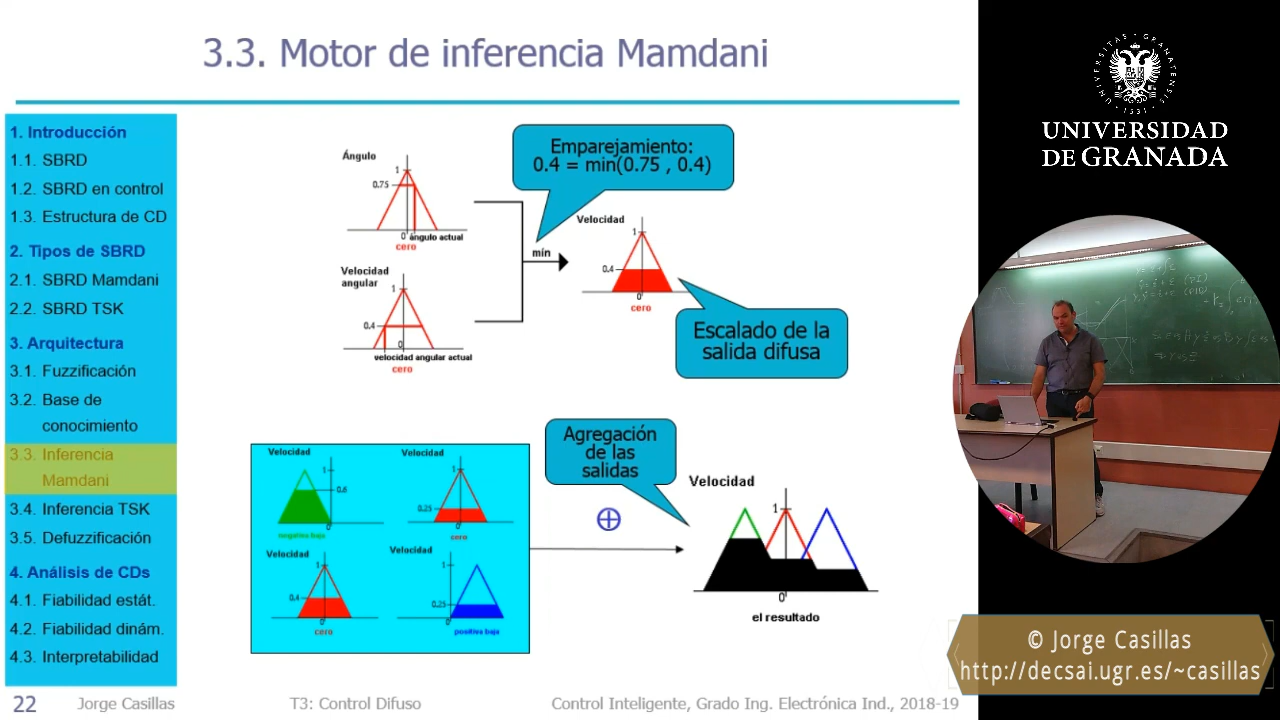 3.3. Motor de inferencia Mamdani
1. Introducción
1.1. SBRD
1.2. SBRD en control
1.3. Estructura de CD
2. Tipos de SBRD
2.1. SBRD Mamdani
2.2. SBRD TSK
3. Arquitectura
3.1. Fuzzificación
3.2. Base de
conocimiento
3.3. Inferencia
Mamdani
3.4. Inferencia TSK
3.5. Defuzzificación
4. Análisis de CDs
4.1. Fiabilidad estát.
4.2. Fiabilidad dinám.
4.3. Interpretabilidad
Ángulo
1
0.75
0
ángulo actual
cero
Velocidad
angular
1
0.4
0
velocidad angular actual
cero
Emparejamiento:
0.4 = min(0.75 , 0.4)
mín
Velocidad
1
0.4
0
cero
Escalado de la
salida difusa
Velocidad
1
0.6
0
negativa baja
Velocidad
1
0.25
0
cero
Velocidad
1
0.4
0
cero
Velocidad
1
0.25
0
positiva baja
Agregación
de las
salidas
⊕
Velocidad
1
0
el resultado
22
Jorge Casillas
T3: Control Difuso
Control Inteligente, Grado Ing. Electrónica Ind., 2018-19
UNIVERSIDAD
DE GRANADA
© Jorge Casillas
http://decsai.ugr.es/~casillas